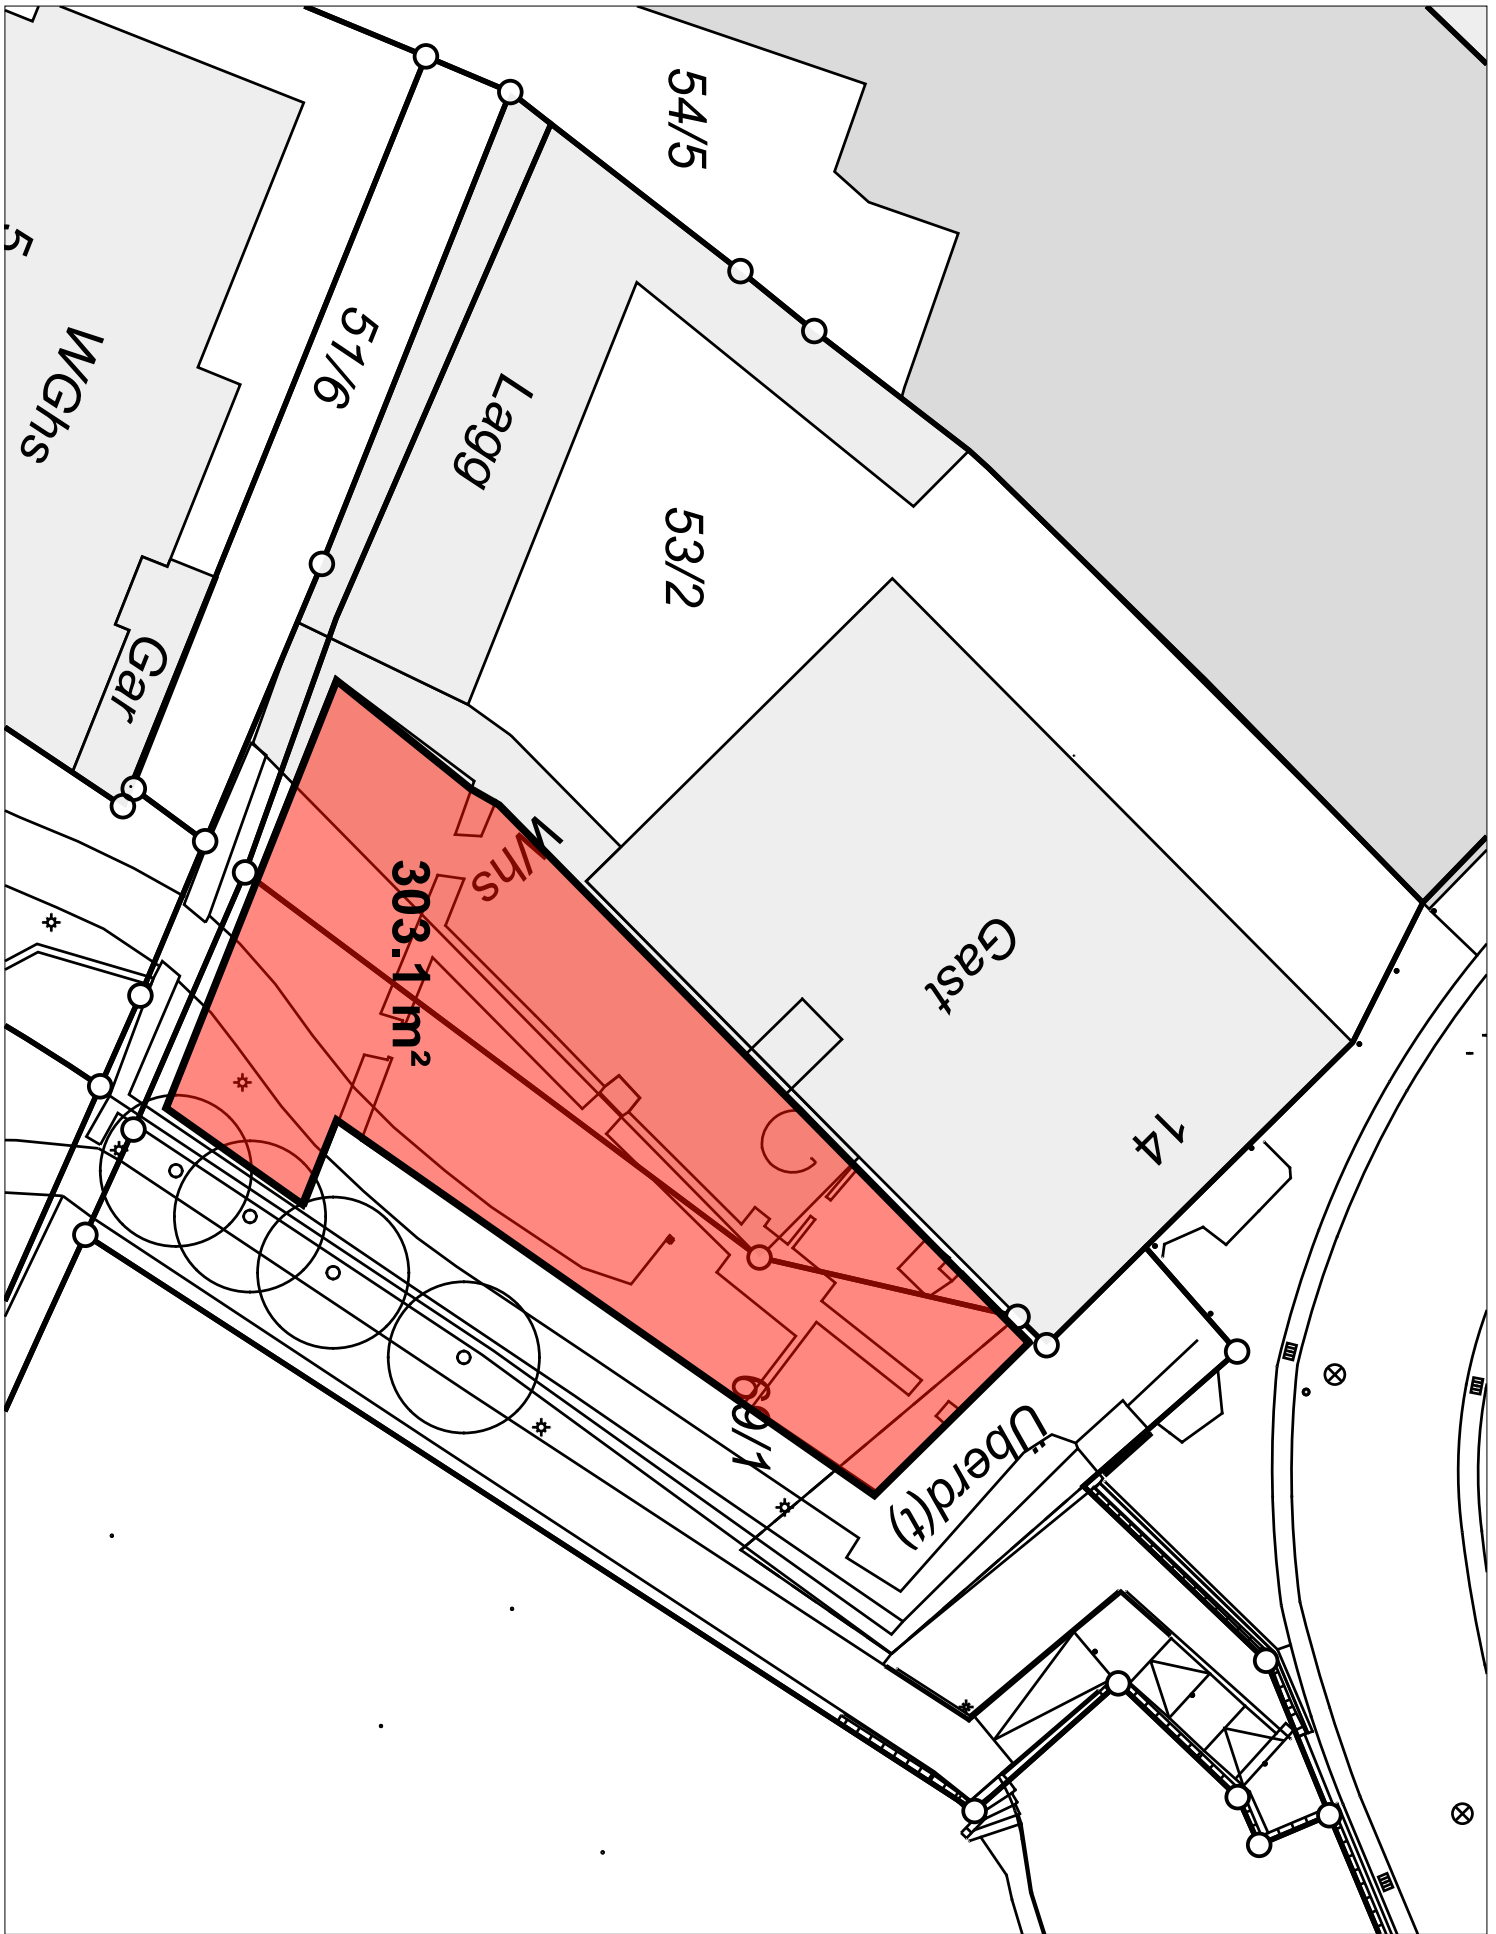 54/5
5
WGhs
51/6
Lagg
53/2
Gar
Whs
303.1 m²
Gast
14
69/1
Überd(t)